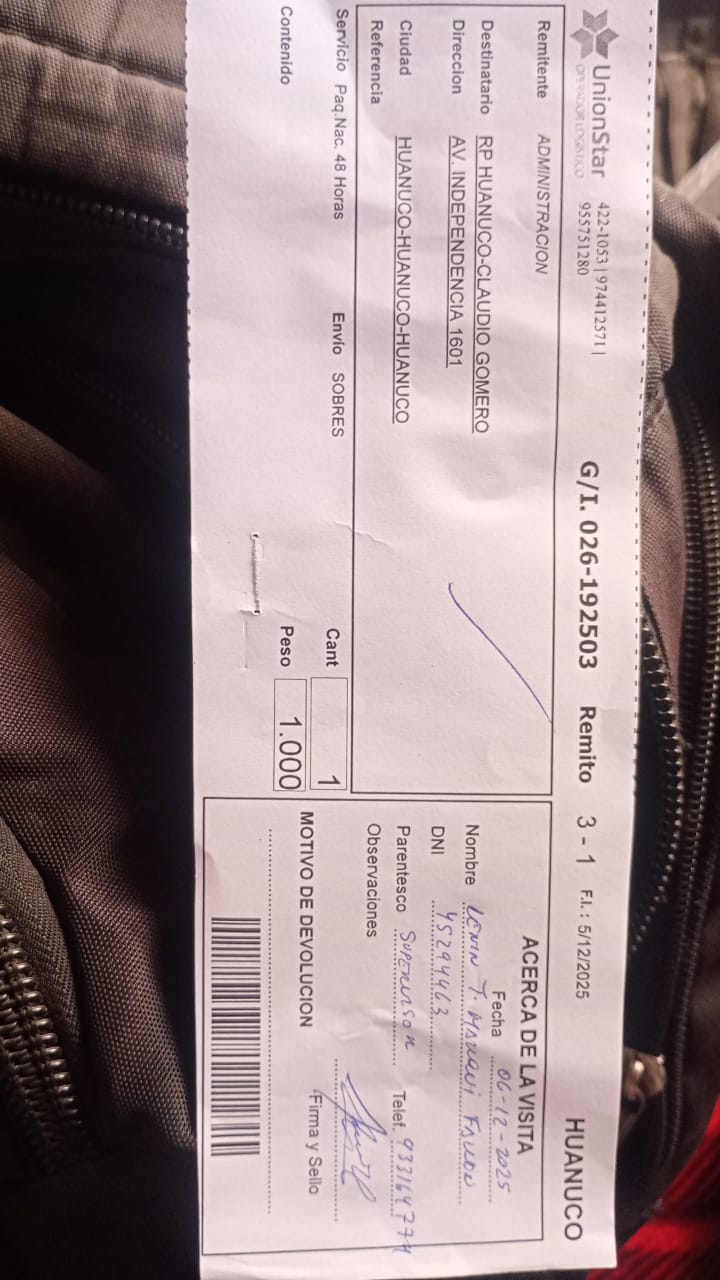 UnionStar 422-1053 | 974412571 | G/I. 026-192503 Remito 3 - 1 F.I.: 5/12/2025 HUANUCO
OPERADOR LOGISTICO 955751280
Remitente ADMINISTRACION
Destinatario RP HUANUCO-CLAUDIO GOMERO
Direccion AV. INDEPENDENCIA 1601
Ciudad HUANUCO-HUANUCO-HUANUCO
Referencia
Servicio Paq.Nac. 48 Horas Envío SOBRES Cant 1
Contenido Peso 1.000
ACERCA DE LA VISITA
Fecha 06-12-2025
Nombre LENIN T.
DNI 45294463
Parentesco SUPERVISOR Telef. 933164774
Observaciones
Firma y Sello
MOTIVO DE DEVOLUCION